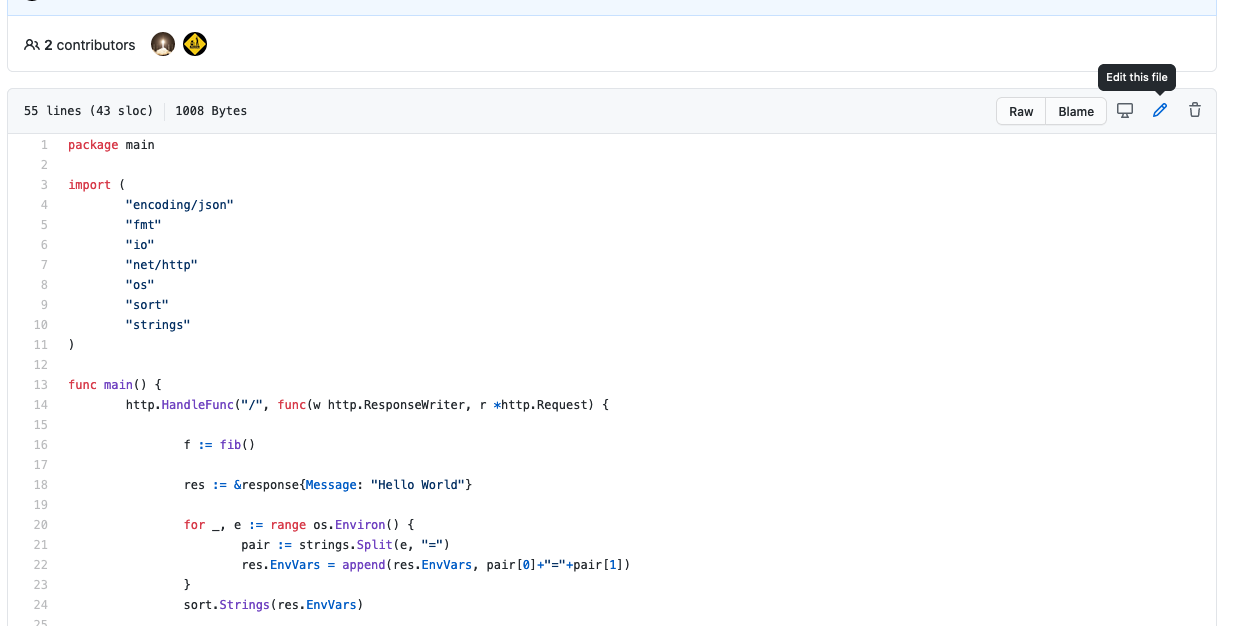 2 contributors
Edit this file
55 lines (43 sloc) 1008 Bytes Raw Blame
1 package main
2
3 import (
4 "encoding/json"
5 "fmt"
6 "io"
7 "net/http"
8 "os"
9 "sort"
10 "strings"
11 )
12
13 func main() {
14 http.HandleFunc("/", func(w http.ResponseWriter, r *http.Request) {
15
16 f := fib()
17
18 res := &response{Message: "Hello World"}
19
20 for _, e := range os.Environ() {
21 pair := strings.Split(e, "=")
22 res.EnvVars = append(res.EnvVars, pair[0]+"="+pair[1])
23 }
24 sort.Strings(res.EnvVars)
25